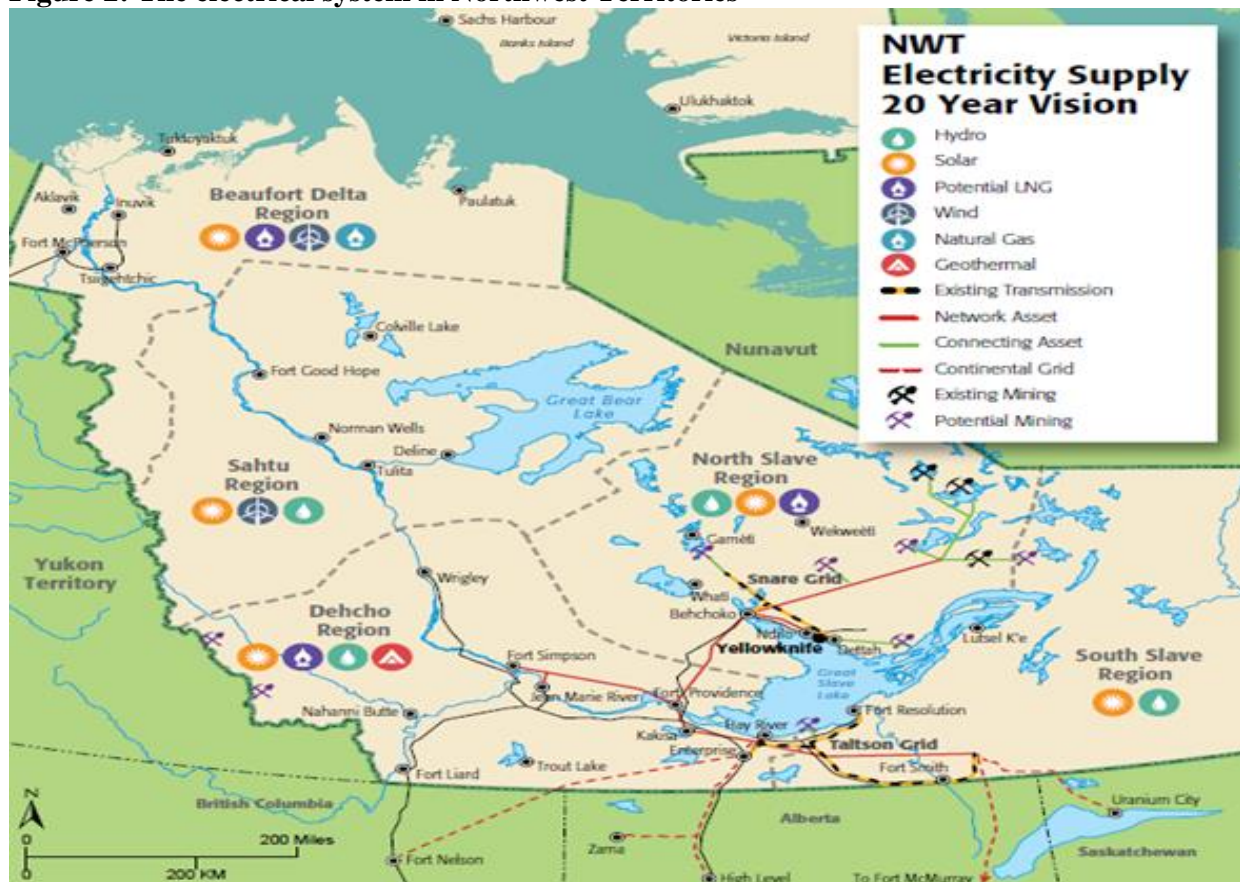 Figure 2: The electrical system in Northwest Territories
Sachs Harbour
Banks Island
Victoria Island
NWT
Electricity Supply
20 Year Vision
Hydro
Solar
Potential LNG
Wind
Natural Gas
Geothermal
Existing Transmission
Network Asset
Connecting Asset
Continental Grid
Existing Mining
Potential Mining
Ulukhaktok
Tuktoyaktuk
Aklavik
Inuvik
Beaufort Delta
Region
Paulatuk
Fort McPherson
Tsiigehtchic
Colville Lake
Nunavut
Fort Good Hope
Great Bear
Lake
Norman Wells
Deline
Tulita
Sahtu
Region
North Slave
Region
Wekweèti
Gamèti
Yukon
Territory
Wrigley
Snare Grid
Whati
Behchoko
Dehcho
Region
Ndilo
Yellowknife
Dettah
Lutsel K'e
South Slave
Region
Fort Simpson
Great
Slave
Lake
Jean Marie River
Fort Providence
Nahanni Butte
Fort Resolution
Hay River
Kakisa
Taltson Grid
Enterprise
Fort Smith
Fort Liard
Trout Lake
British Columbia
Uranium City
N
0
200 Miles
Alberta
Zama
Saskatchewan
Fort Nelson
0
200 KM
High Level
To Fort McMurray